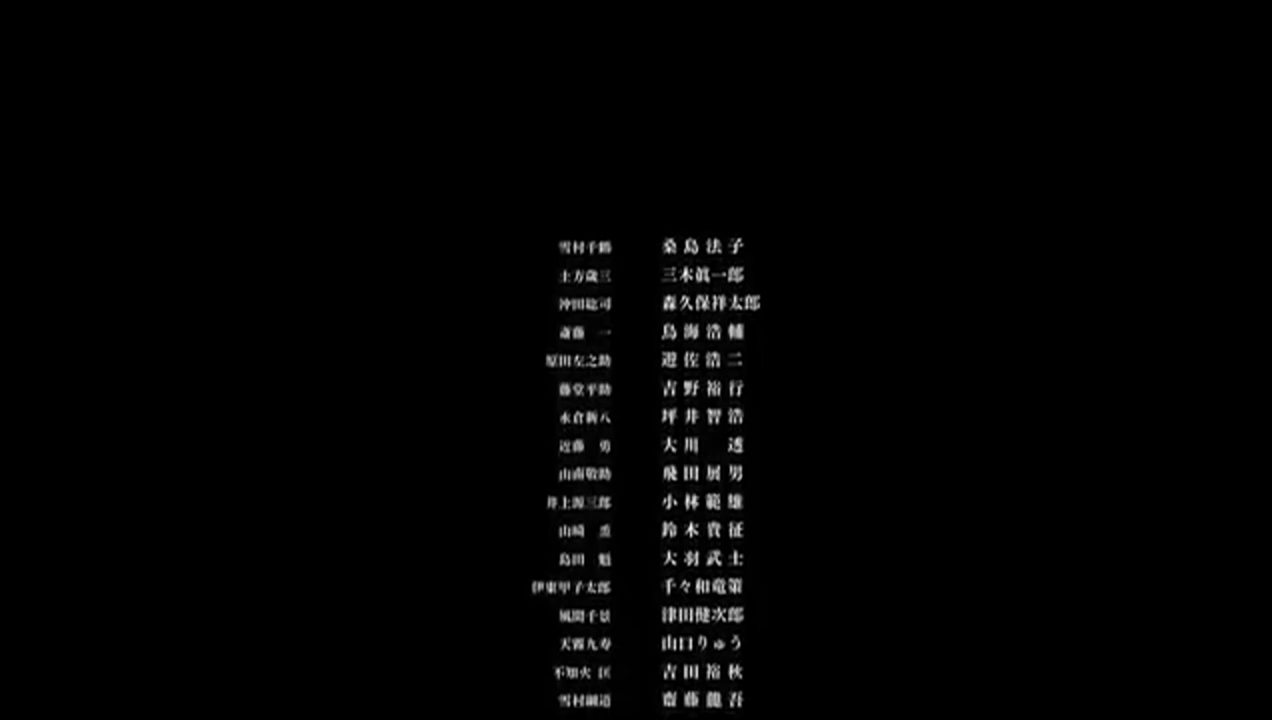 雪村千鶴 桑島法子
土方歳三 三木眞一郎
沖田総司 森久保祥太郎
斎藤 一 鳥海浩輔
原田左之助 遊佐浩二
藤堂平助 吉野裕行
永倉新八 坪井智浩
近藤 勇 大川 透
山南敬助 飛田展男
井上源三郎 小林範雄
山崎 烝 鈴木貴征
島田 魁 大羽武士
伊東甲子太郎 千々和竜策
風間千景 津田健次郎
天霧九寿 山口りゅう
不知火 匡 吉田裕秋
雪村綱道 齋藤龍吾